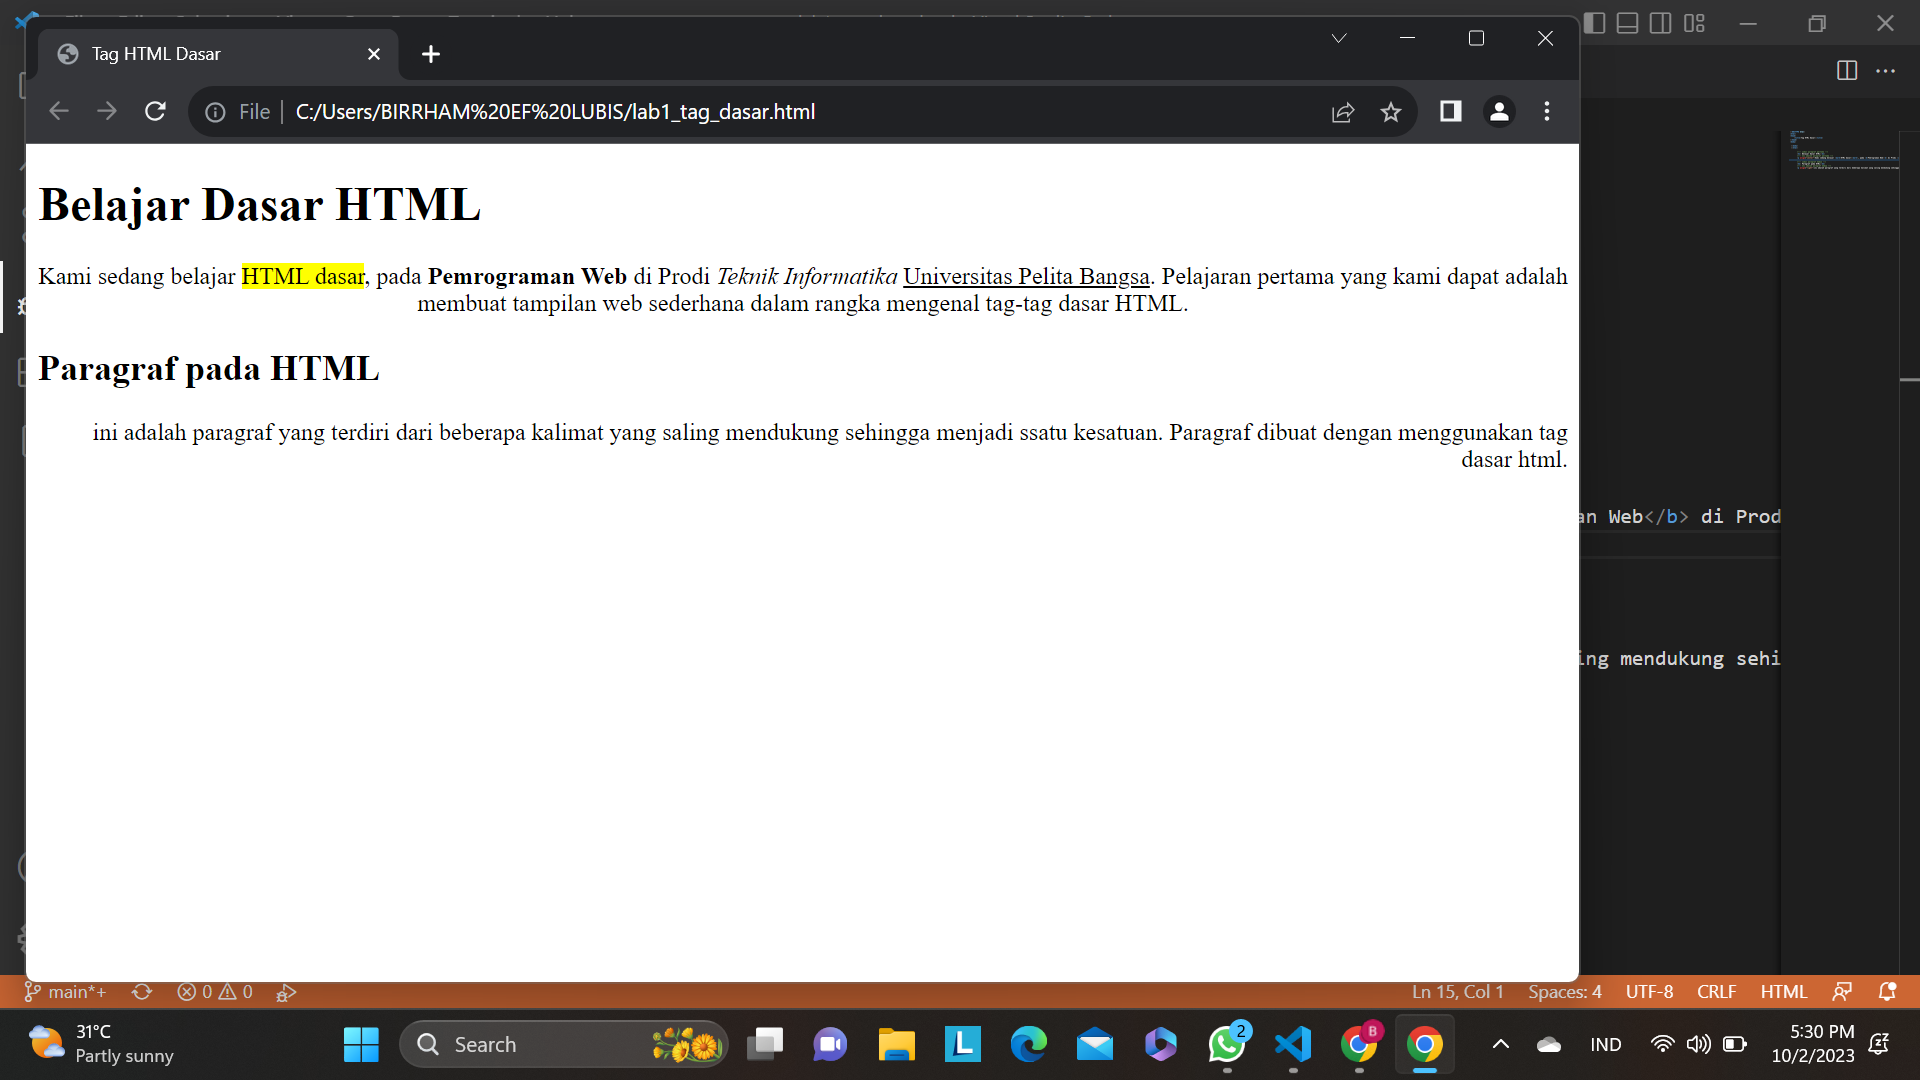 Tag HTML Dasar
File
C:/Users/BIRRHAM%20EF%20LUBIS/lab1_tag_dasar.html
Belajar Dasar HTML
Kami sedang belajar HTML dasar, pada Pemrograman Web di Prodi Teknik Informatika Universitas Pelita Bangsa. Pelajaran pertama yang kami dapat adalah
membuat tampilan web sederhana dalam rangka mengenal tag-tag dasar HTML.
Paragraf pada HTML
ini adalah paragraf yang terdiri dari beberapa kalimat yang saling mendukung sehingga menjadi ssatu kesatuan. Paragraf dibuat dengan menggunakan tag
dasar html.
an Web</b> di Prod
ing mendukung sehi
main*+ 0 0 Ln 15, Col 1 Spaces: 4 UTF-8 CRLF HTML
31°C
Partly sunny
Search
L
2
B
IND
5:30 PM
10/2/2023